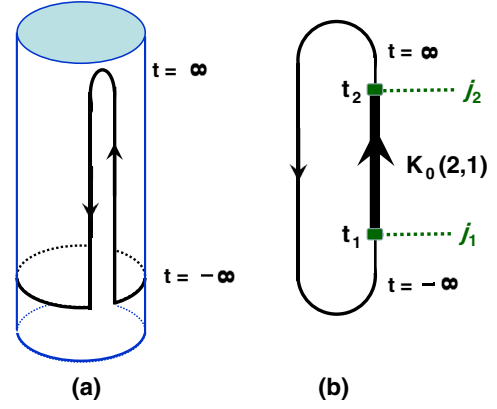 t = ∞
t = − ∞
(a)
t = ∞
t₂
j₂
K₀(2,1)
t₁
j₁
t = − ∞
(b)